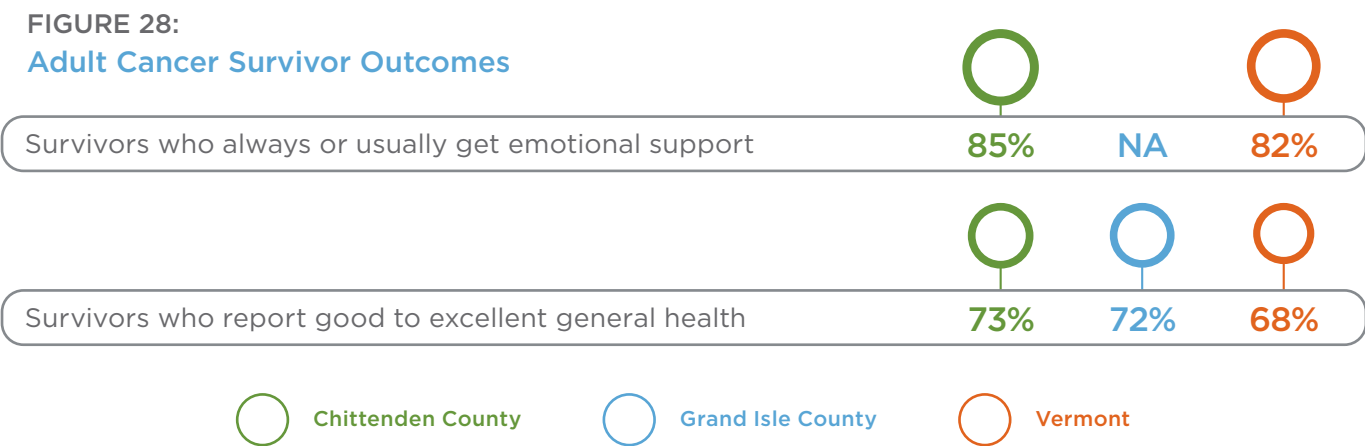 FIGURE 28:
Adult Cancer Survivor Outcomes
Survivors who always or usually get emotional support 85% NA 82%
Survivors who report good to excellent general health 73% 72% 68%
Chittenden County Grand Isle County Vermont